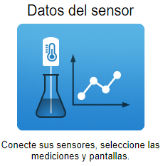 Datos del sensor
Conecte sus sensores, seleccione las
mediciones y pantallas.